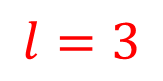 l = 3